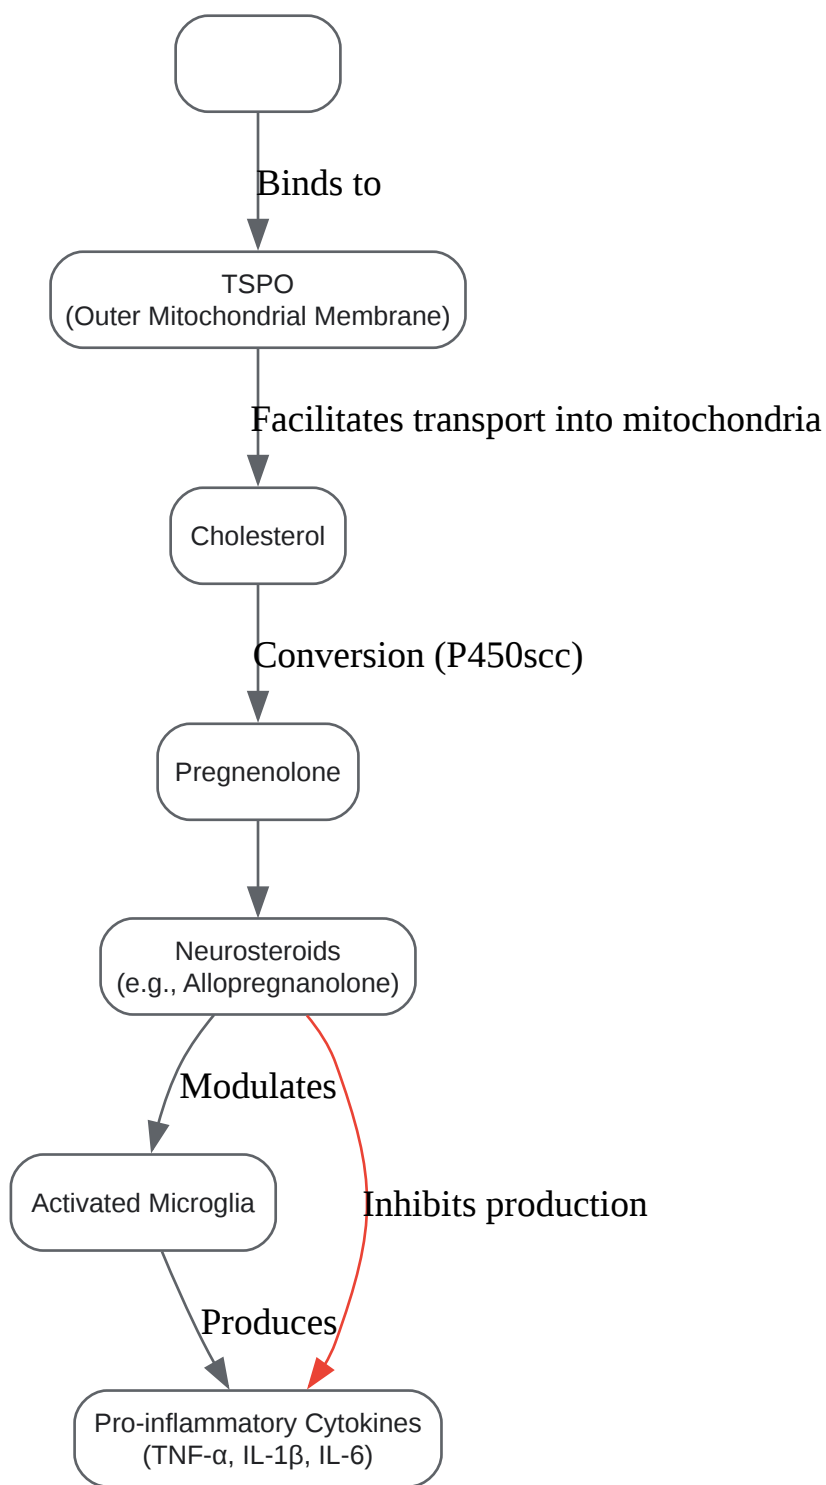 Binds to
TSPO
(Outer Mitochondrial Membrane)
Facilitates transport into mitochondria
Cholesterol
Conversion (P450scc)
Pregnenolone
Neurosteroids
(e.g., Allopregnanolone)
Modulates
Activated Microglia
Inhibits production
Produces
Pro-inflammatory Cytokines
(TNF-α, IL-1β, IL-6)